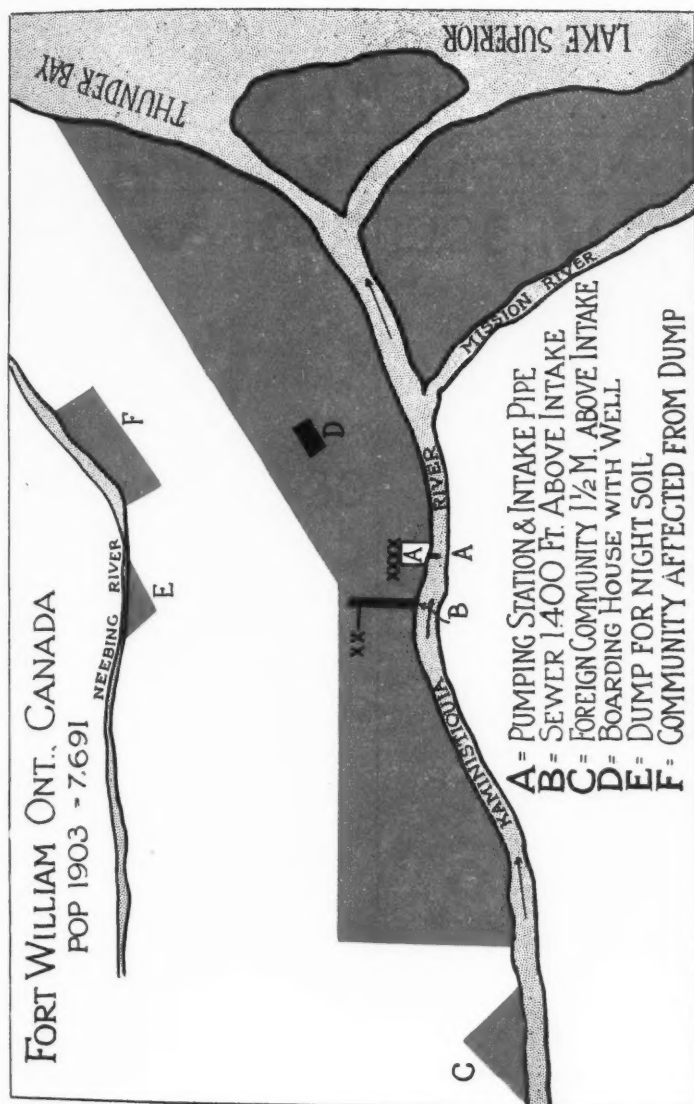 FORT WILLIAM ONT., CANADA
POP 1903 - 7.691
NEEBING RIVER
THUNDER BAY
LAKE SUPERIOR
F
E
D
XXXX
A
A
XX
B
C
KAMINISTIQUIA RIVER
MISSION RIVER
A = PUMPING STATION & INTAKE PIPE
B = SEWER 1.400 FT. ABOVE INTAKE
C = FOREIGN COMMUNITY 1½ M. ABOVE INTAKE
D = BOARDING HOUSE WITH WELL
E = DUMP FOR NIGHT SOIL
F = COMMUNITY AFFECTED FROM DUMP